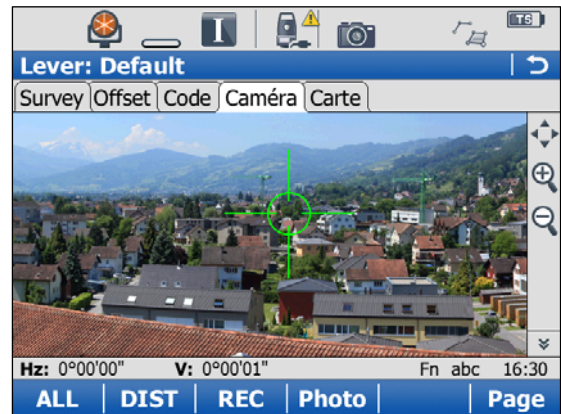 I TS
Lever: Default
Survey Offset Code Caméra Carte
Hz: 0°00'00" V: 0°00'01" Fn abc 16:30
ALL DIST REC Photo Page